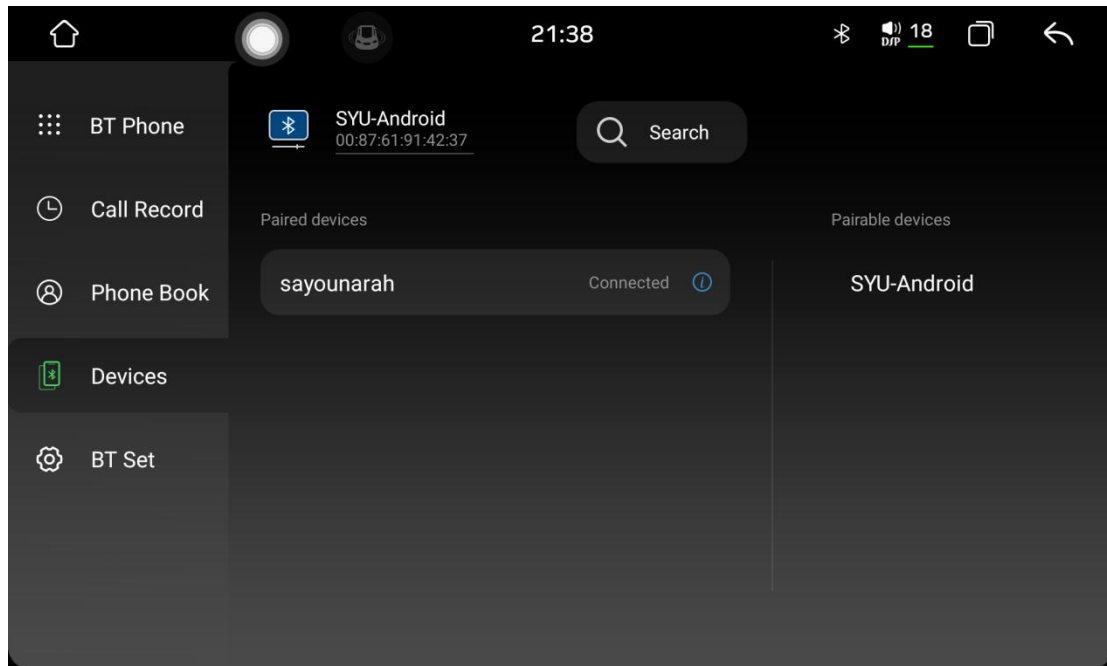 21:38
DSP 18
BT Phone
Call Record
Phone Book
Devices
BT Set
SYU-Android
00:87:61:91:42:37
Search
Paired devices
sayounarah Connected
Pairable devices
SYU-Android